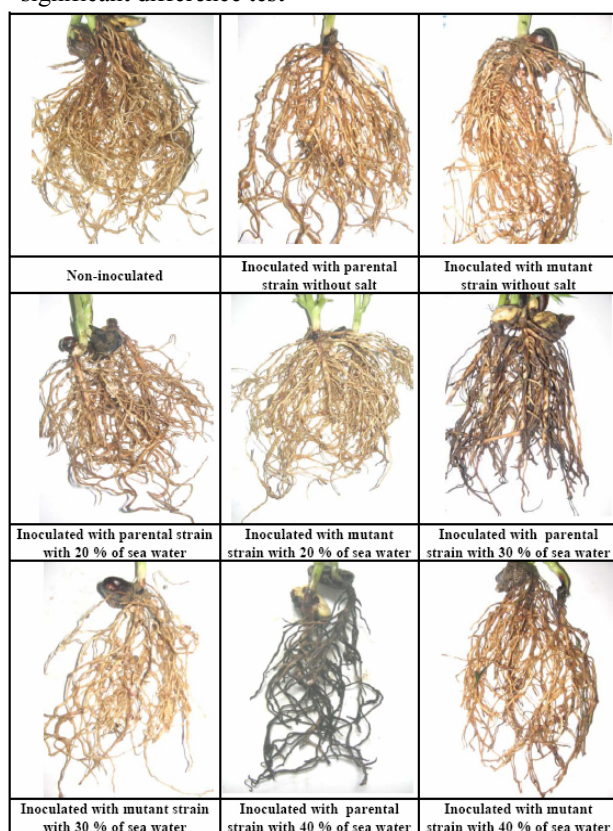 significant difference test
Non-inoculated
Inoculated with parental
strain without salt
Inoculated with mutant
strain without salt
Inoculated with parental strain
with 20 % of sea water
Inoculated with mutant
strain with 20 % of sea water
Inoculated with parental
strain with 30 % of sea water
Inoculated with mutant strain
with 30 % of sea water
Inoculated with parental
strain with 40 % of sea water
Inoculated with mutant
strain with 40 % of sea water